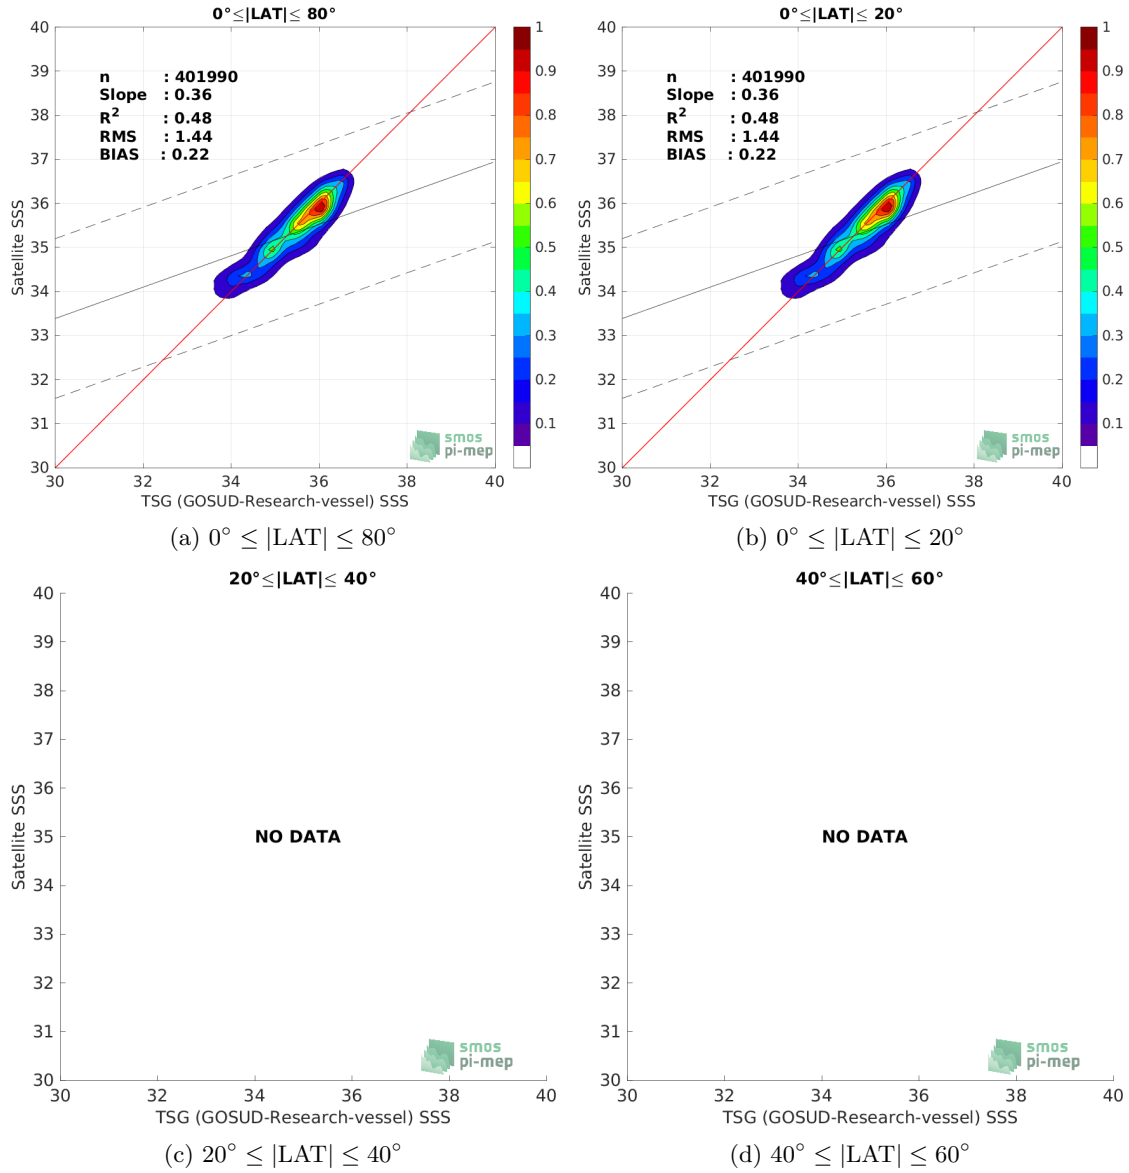 0°≤|LAT|≤ 80°
40
39
38
37
36
35
34
33
32
31
30
Satellite SSS
n : 401990
Slope : 0.36
R² : 0.48
RMS : 1.44
BIAS : 0.22
smos
pi-mep
30 32 34 36 38 40
TSG (GOSUD-Research-vessel) SSS
1
0.9
0.8
0.7
0.6
0.5
0.4
0.3
0.2
0.1
(a) 0° ≤ |LAT| ≤ 80°
0°≤|LAT|≤ 20°
40
39
38
37
36
35
34
33
32
31
30
Satellite SSS
n : 401990
Slope : 0.36
R² : 0.48
RMS : 1.44
BIAS : 0.22
smos
pi-mep
30 32 34 36 38 40
TSG (GOSUD-Research-vessel) SSS
1
0.9
0.8
0.7
0.6
0.5
0.4
0.3
0.2
0.1
(b) 0° ≤ |LAT| ≤ 20°
20°≤|LAT|≤ 40°
40
39
38
37
36
35
34
33
32
31
30
Satellite SSS
NO DATA
smos
pi-mep
30 32 34 36 38 40
TSG (GOSUD-Research-vessel) SSS
(c) 20° ≤ |LAT| ≤ 40°
40°≤|LAT|≤ 60°
40
39
38
37
36
35
34
33
32
31
30
Satellite SSS
NO DATA
smos
pi-mep
30 32 34 36 38 40
TSG (GOSUD-Research-vessel) SSS
(d) 40° ≤ |LAT| ≤ 60°